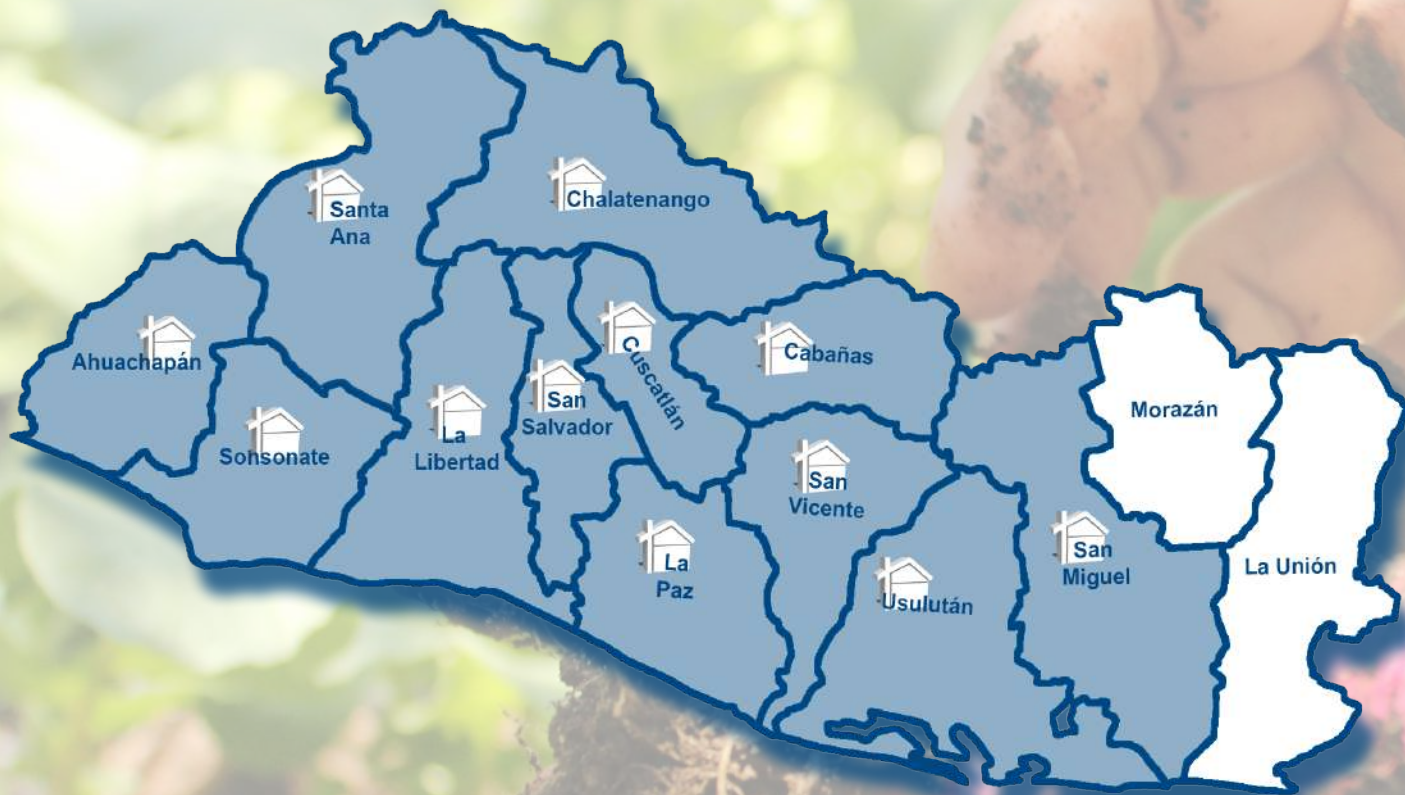 Santa
Ana
Chalatenango
Ahuachapán
Sonsonate
La
Libertad
San
Salvador
Cuscatlán
Cabañas
San
Vicente
La
Paz
Usulután
San
Miguel
Morazán
La Unión